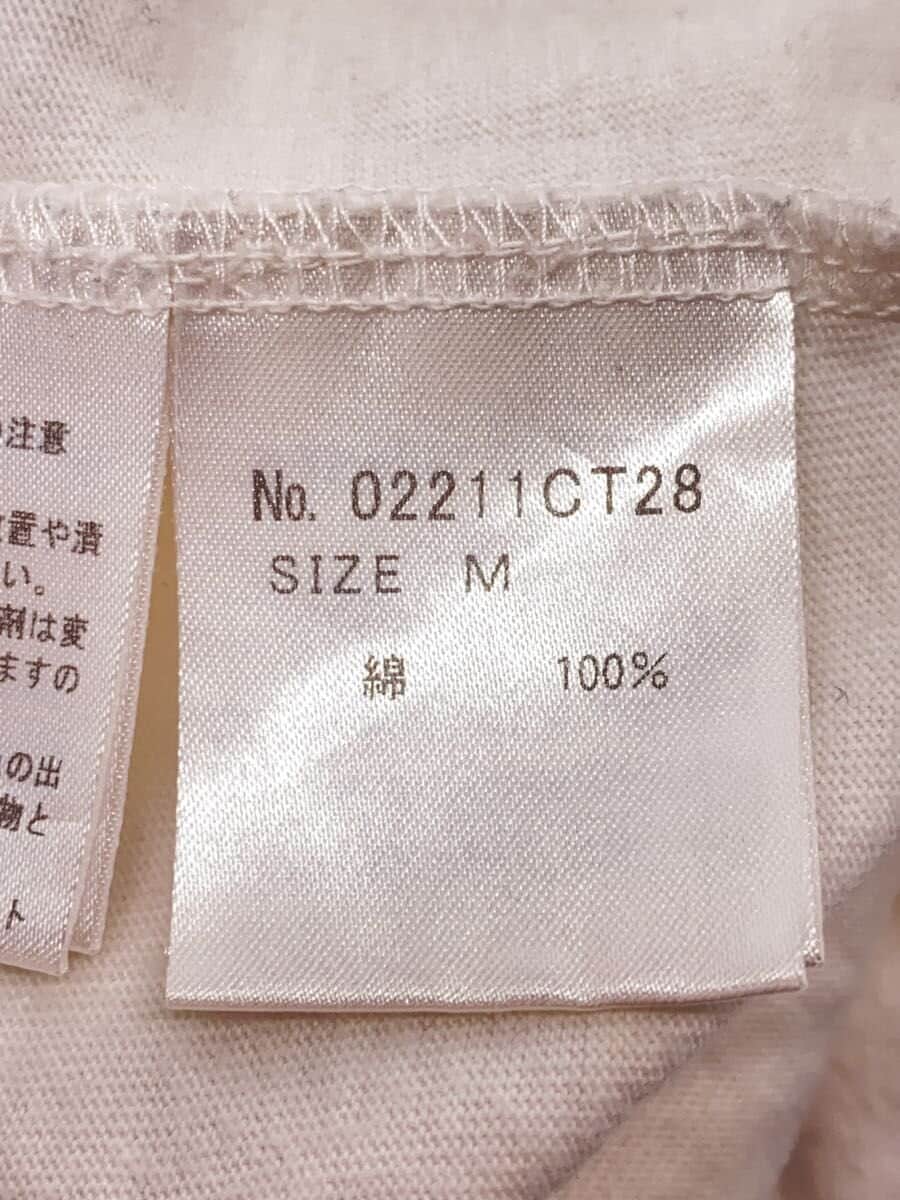 の注意
置や漬
い。
剤は変
ますの
の出
物と
ト
No. 02211CT28
SIZE M
綿 100%